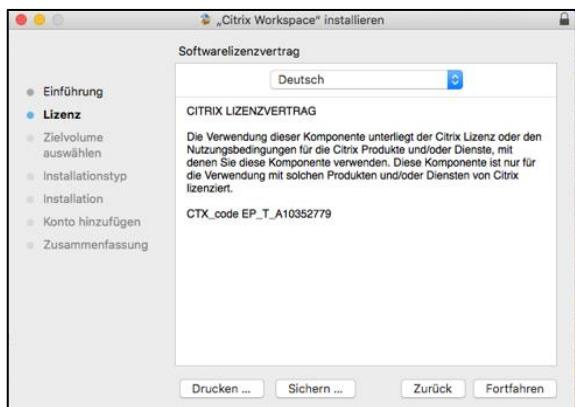 „Citrix Workspace“ installieren
Softwarelizenzvertrag
Deutsch
Einführung
Lizenz
Zielvolume
auswählen
Installationstyp
Installation
Konto hinzufügen
Zusammenfassung
CITRIX LIZENZVERTRAG
Die Verwendung dieser Komponente unterliegt der Citrix Lizenz oder den
Nutzungsbedingungen für die Citrix Produkte und/oder Dienste, mit
denen Sie diese Komponente verwenden. Diese Komponente ist nur für
die Verwendung mit solchen Produkten und/oder Diensten von Citrix
lizenziert.
CTX_code EP_T_A10352779
Drucken ... Sichern ... Zurück Fortfahren